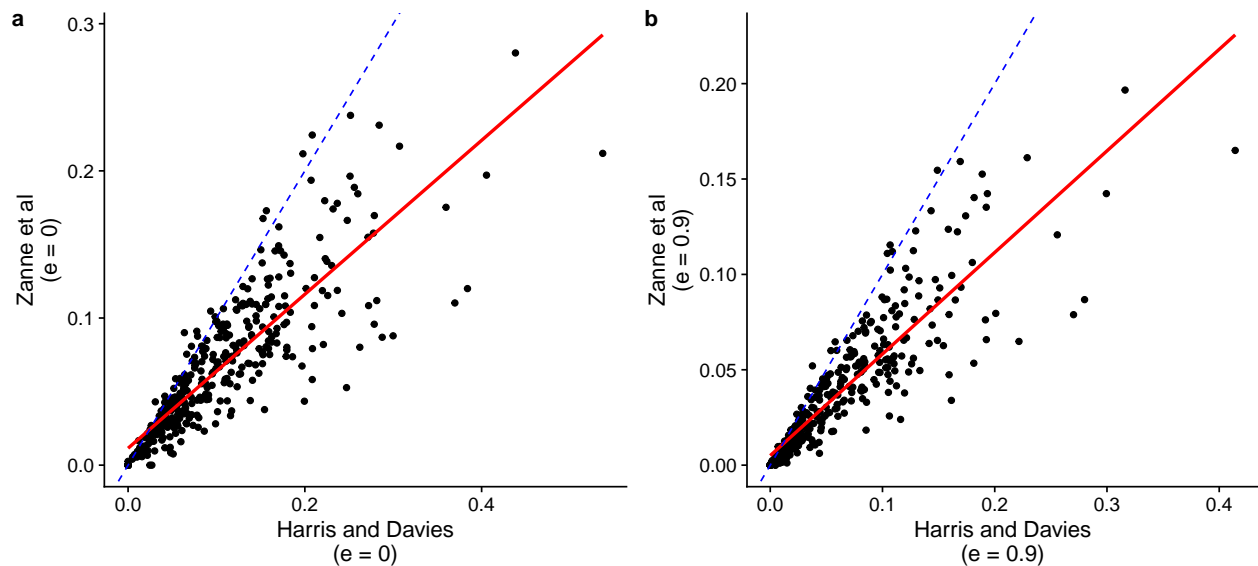 a
0.3
0.2
0.1
0.0
Zanne et al
(e = 0)
0.0 0.2 0.4
Harris and Davies
(e = 0)
b
0.20
0.15
0.10
0.05
0.00
Zanne et al
(e = 0.9)
0.0 0.1 0.2 0.3 0.4
Harris and Davies
(e = 0.9)